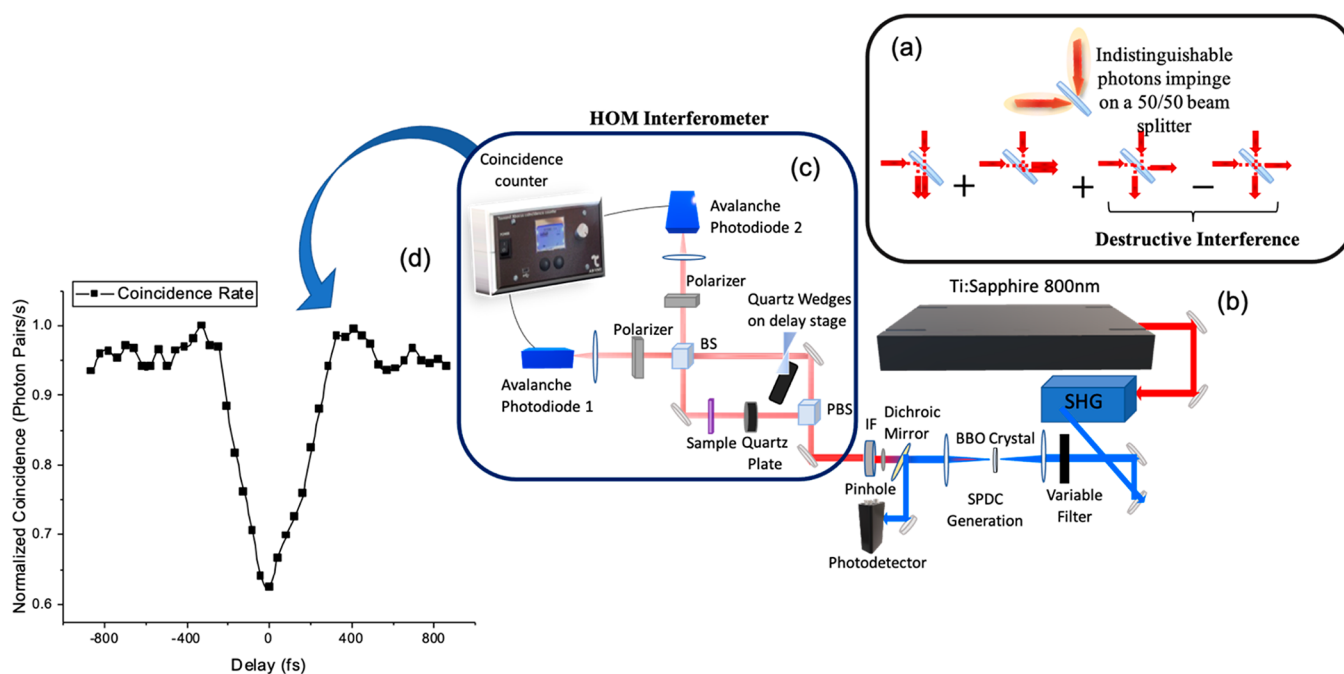 (a)
Indistinguishable
photons impinge
on a 50/50 beam
splitter
+
+
−
Destructive Interference
HOM Interferometer
(c)
Coincidence
counter
Avalanche
Photodiode 2
Polarizer
Quartz Wedges
on delay stage
Polarizer
BS
Avalanche
Photodiode 1
PBS
Sample
Quartz
Plate
(b)
Ti:Sapphire 800nm
SHG
IF
Dichroic
Mirror
BBO Crystal
Pinhole
SPDC
Generation
Variable
Filter
Photodetector
(d)
Coincidence Rate
Normalized Coincidence (Photon Pairs/s)
1.0
0.9
0.8
0.7
0.6
-800
-400
0
400
800
Delay (fs)